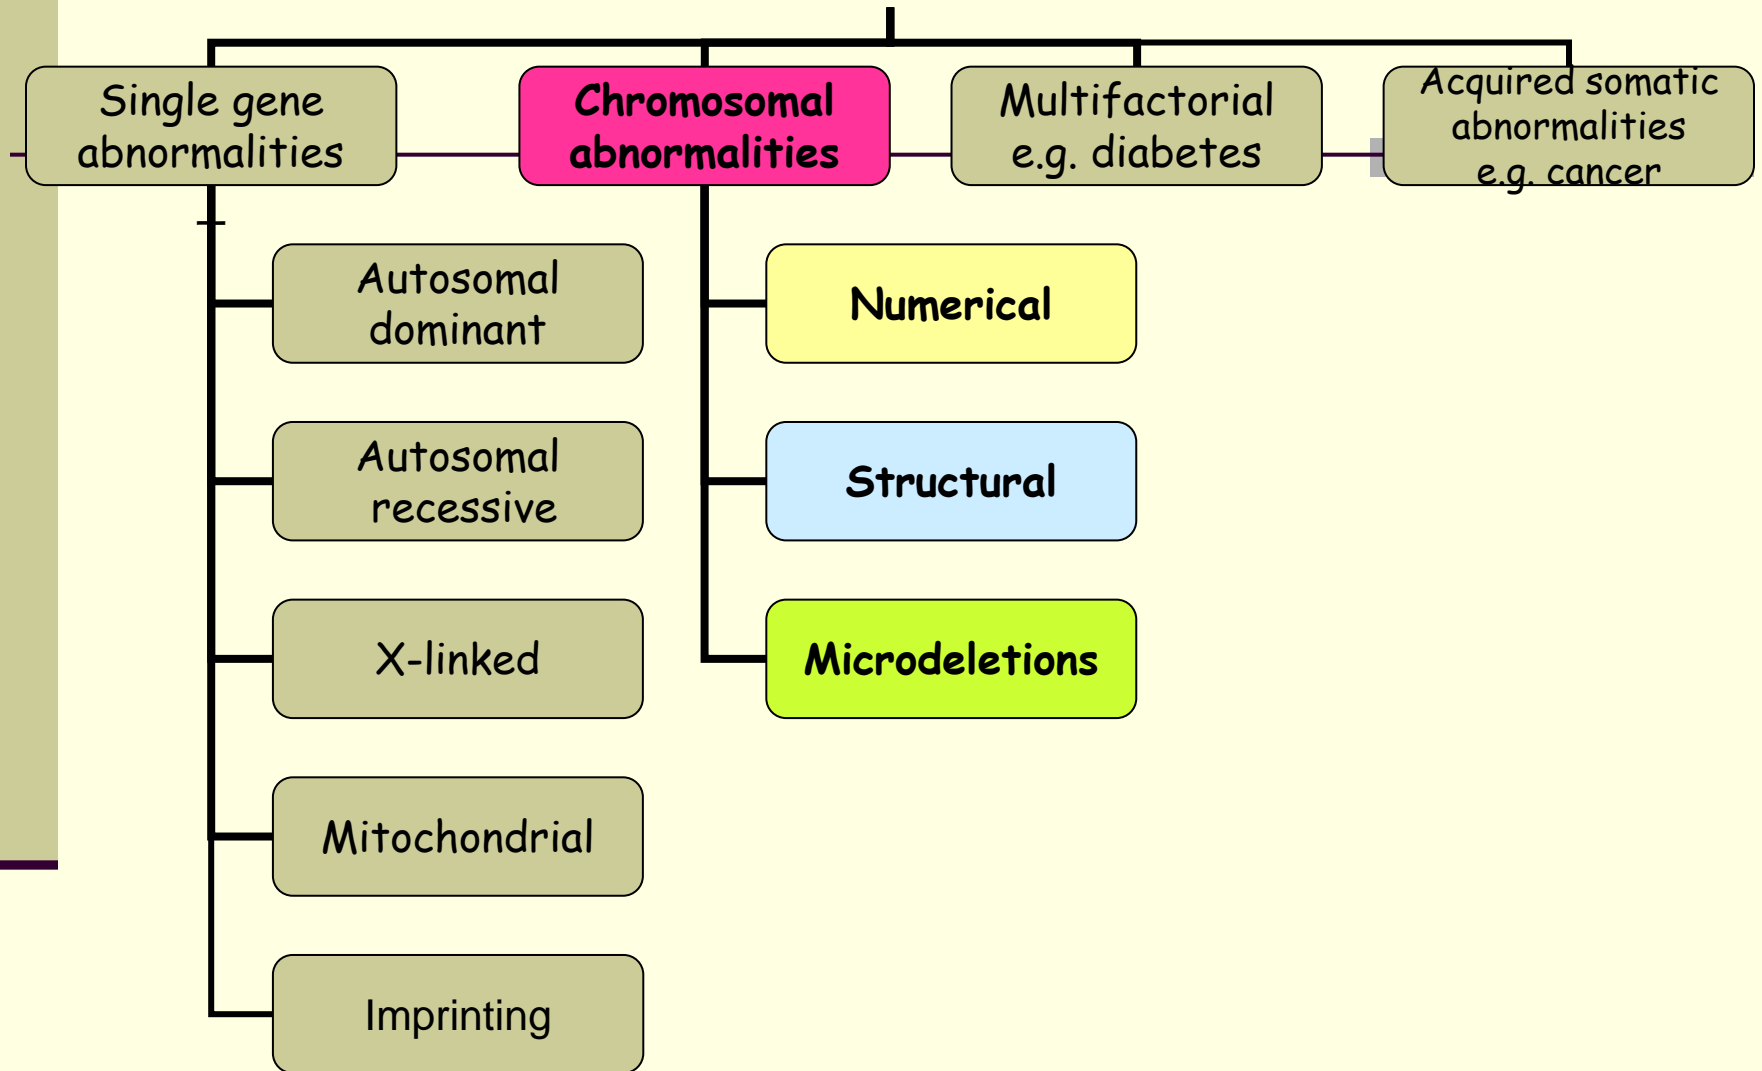 Single gene
abnormalities
Chromosomal
abnormalities
Multifactorial
e.g. diabetes
Acquired somatic
abnormalities
e.g. cancer
Autosomal
dominant
Autosomal
recessive
X-linked
Mitochondrial
Imprinting
Numerical
Structural
Microdeletions